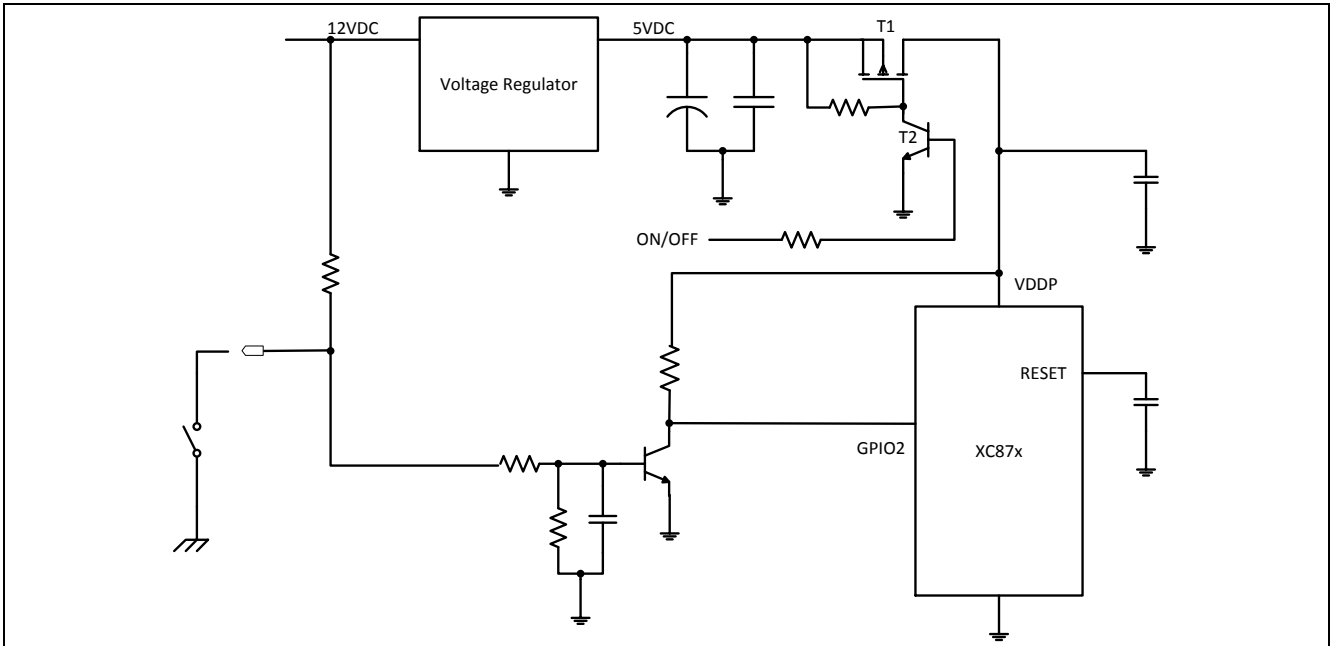 12VDC
5VDC
T1
Voltage Regulator
T2
ON/OFF
VDDP
RESET
GPIO2
XC87x